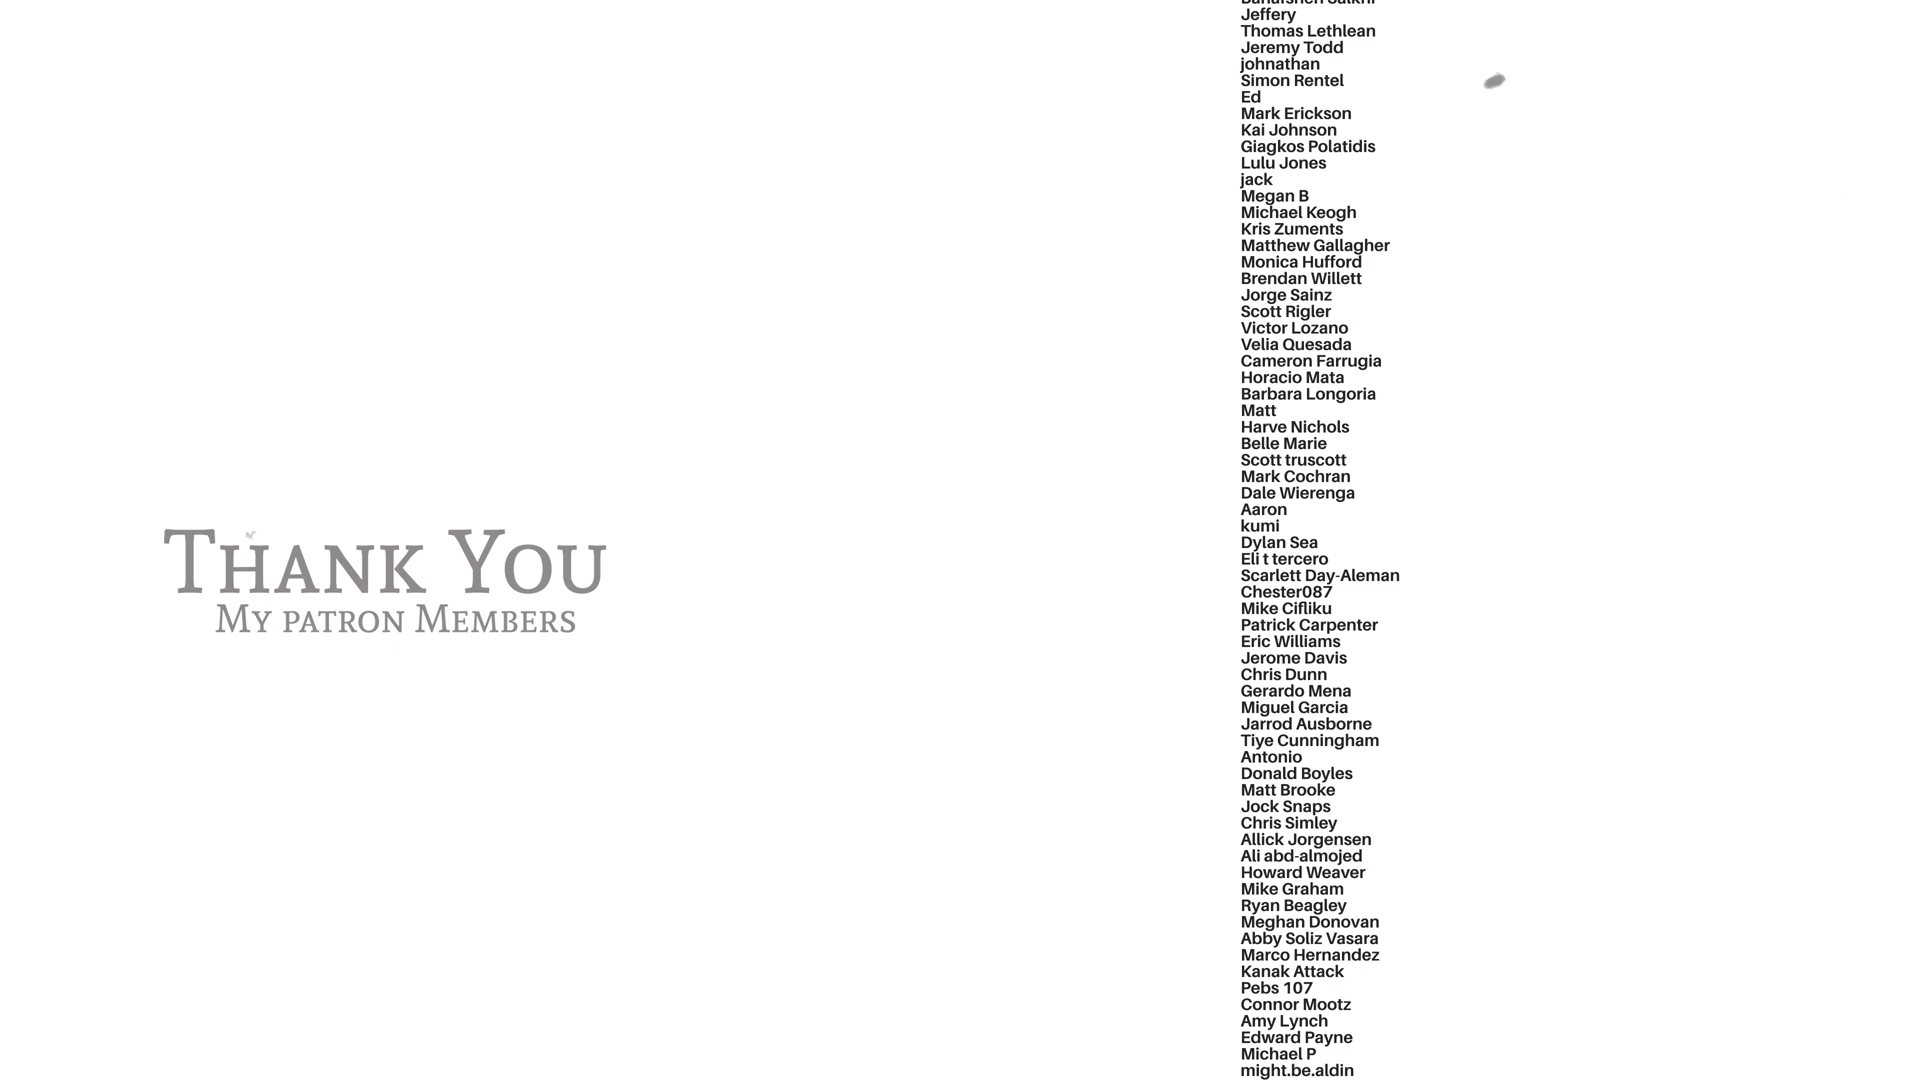 Thank You
My patron Members
Jeffery
Thomas Lethlean
Jeremy Todd
johnathan
Simon Rentel
Ed
Mark Erickson
Kai Johnson
Giagkos Polatidis
Lulu Jones
jack
Megan B
Michael Keogh
Kris Zuments
Matthew Gallagher
Monica Hufford
Brendan Willett
Jorge Sainz
Scott Rigler
Victor Lozano
Velia Quesada
Cameron Farrugia
Horacio Mata
Barbara Longoria
Matt
Harve Nichols
Belle Marie
Scott truscott
Mark Cochran
Dale Wierenga
Aaron
kumi
Dylan Sea
Eli t tercero
Scarlett Day-Aleman
Chester087
Mike Cifliku
Patrick Carpenter
Eric Williams
Jerome Davis
Chris Dunn
Gerardo Mena
Miguel Garcia
Jarrod Ausborne
Tiye Cunningham
Antonio
Donald Boyles
Matt Brooke
Jock Snaps
Chris Simley
Allick Jorgensen
Ali abd-almojed
Howard Weaver
Mike Graham
Ryan Beagley
Meghan Donovan
Abby Soliz Vasara
Marco Hernandez
Kanak Attack
Pebs 107
Connor Mootz
Amy Lynch
Edward Payne
Michael P
might.be.aldin